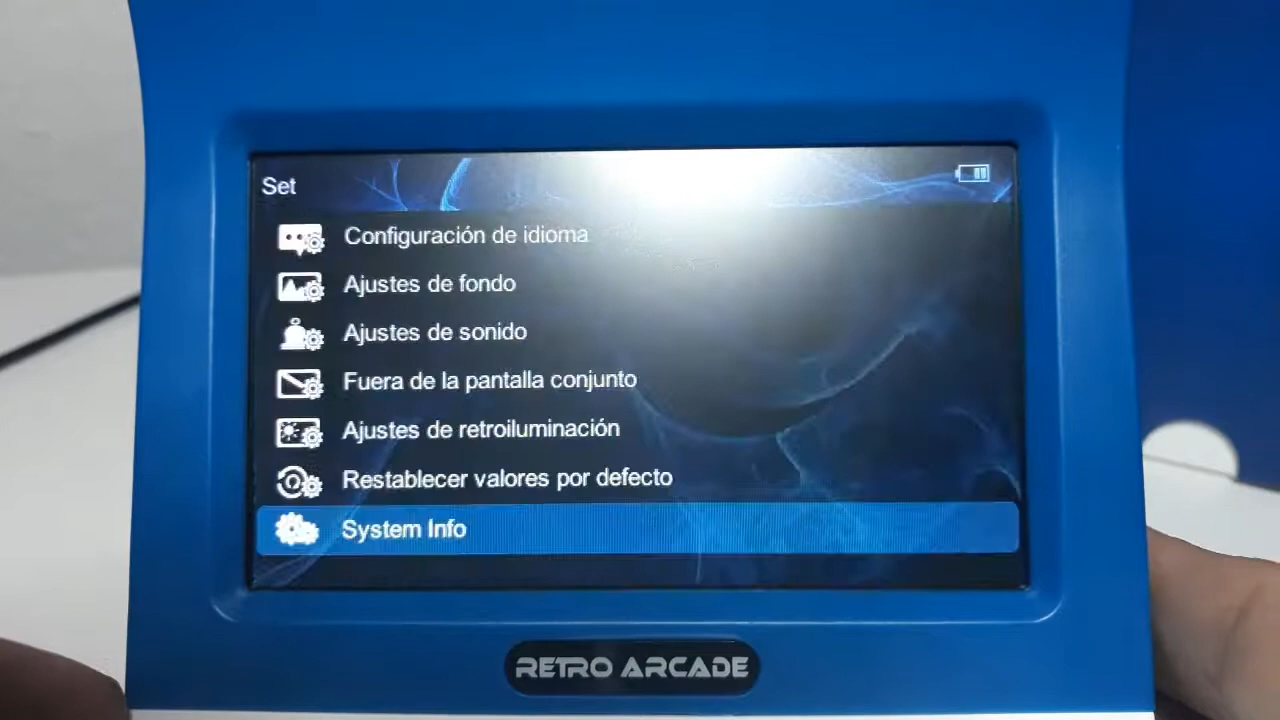 Set
Configuración de idioma
Ajustes de fondo
Ajustes de sonido
Fuera de la pantalla conjunto
Ajustes de retroiluminación
Restablecer valores por defecto
System Info
RETRO ARCADE